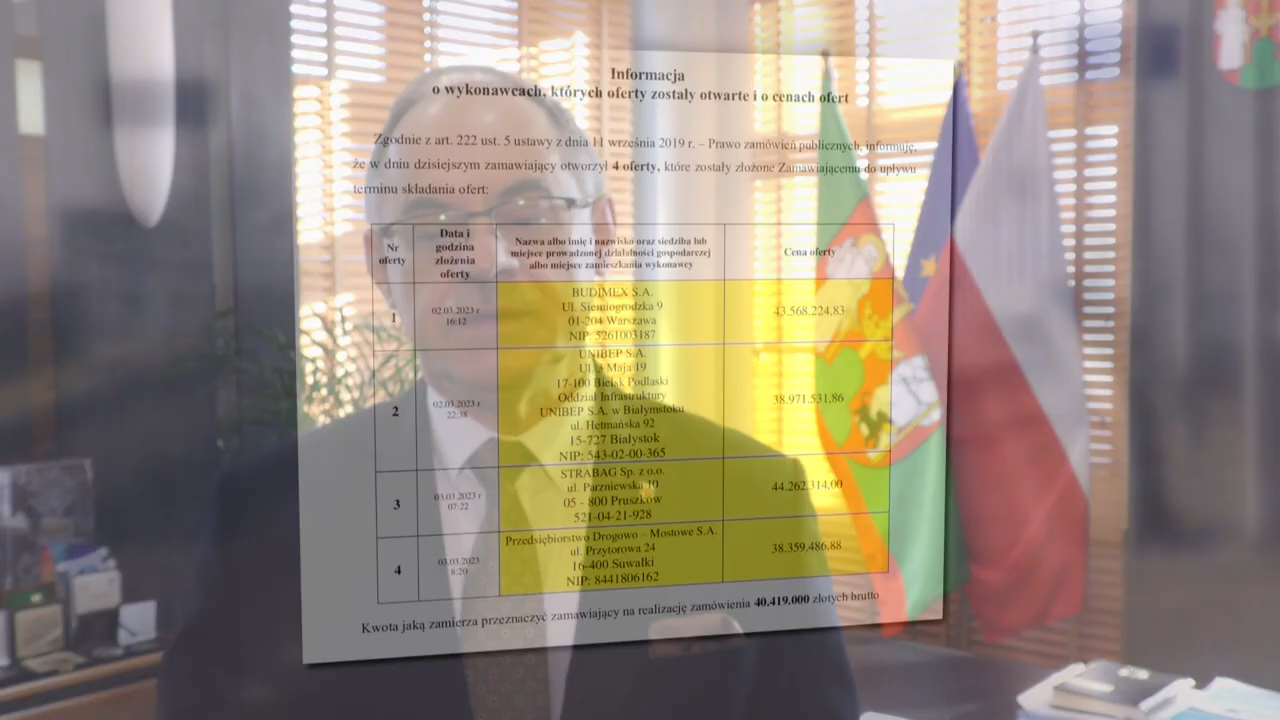 Informacja
o wykonawcach, których oferty zostały otwarte i o cenach ofert
Zgodnie z art. 222 ust. 5 ustawy z dnia 11 września 2019 r. – Prawo zamówień publicznych, informuję,
że w dniu dzisiejszym zamawiający otworzył 4 oferty, które zostały złożone Zamawiającemu do upływu
terminu składania ofert:
Nr
oferty
Data i
godzina
złożenia
oferty
Nazwa albo imię i nazwisko oraz siedziba lub
miejsce prowadzonej działalności gospodarczej
albo miejsce zamieszkania wykonawcy
Cena oferty
1
02.03.2023 r
16:12
BUDIMEX S.A.
Ul. Siemiogrodzka 9
01-204 Warszawa
NIP: 5261003187
43.568.224,83
2
02.03.2023 r
22:38
UNIBEP S.A.
Ul. 3 Maja 19
17-100 Bielsk Podlaski
Oddział Infrastruktury
UNIBEP S.A. w Białymstoku
ul. Hetmańska 92
15-727 Białystok
NIP: 543-02-00-365
38.971.531,86
3
03.03.2023 r
07:22
STRABAG Sp. z o.o.
ul. Parzniewska 10
05 - 800 Pruszków
521-04-21-928
44.262.314,00
4
03.03.2023
8:20
Przedsiębiorstwo Drogowo – Mostowe S.A.
ul. Przytorowa 24
16-400 Suwałki
NIP: 8441806162
38.359.486,88
Kwota jaką zamierza przeznaczyć zamawiający na realizację zamówienia 40.419.000 złotych brutto